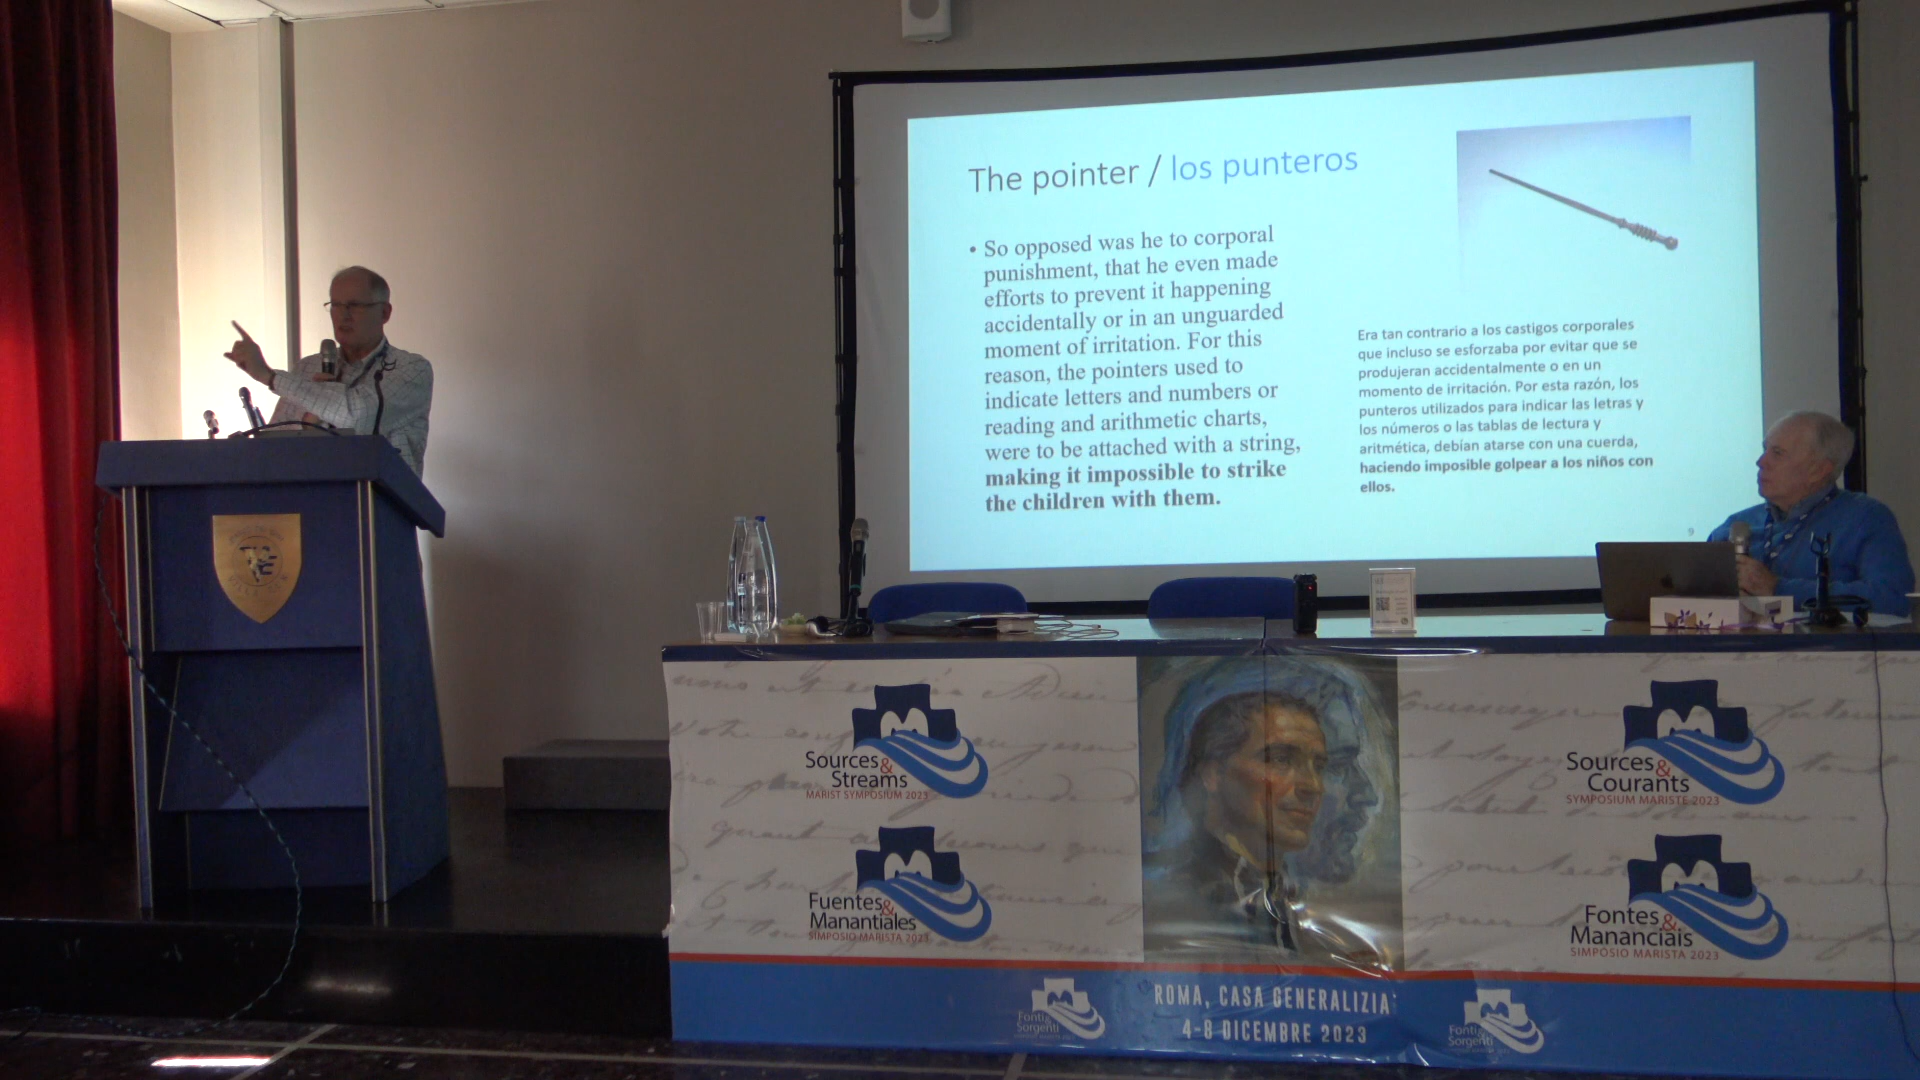 The pointer / los punteros
• So opposed was he to corporal
punishment, that he even made
efforts to prevent it happening
accidentally or in an unguarded
moment of irritation. For this
reason, the pointers used to
indicate letters and numbers or
reading and arithmetic charts,
were to be attached with a string,
making it impossible to strike
the children with them.
Era tan contrario a los castigos corporales
que incluso se esforzaba por evitar que se
produjeran accidentalmente o en un
momento de irritación. Por esta razón, los
punteros utilizados para indicar las letras y
los números o las tablas de lectura y
aritmética, debían atarse con una cuerda,
haciendo imposible golpear a los niños con
ellos.
9
Sources &
Streams
MARIST SYMPOSIUM 2023
Fuentes &
Manantiales
SIMPOSIO MARISTA 2023
Sources &
Courants
SYMPOSIUM MARISTE 2023
Fontes &
Mananciais
SIMPÓSIO MARISTA 2023
ROMA, CASA GENERALIZIA
4-8 DICEMBRE 2023
Fonti &
Sorgenti
Fonti &
Sorgenti